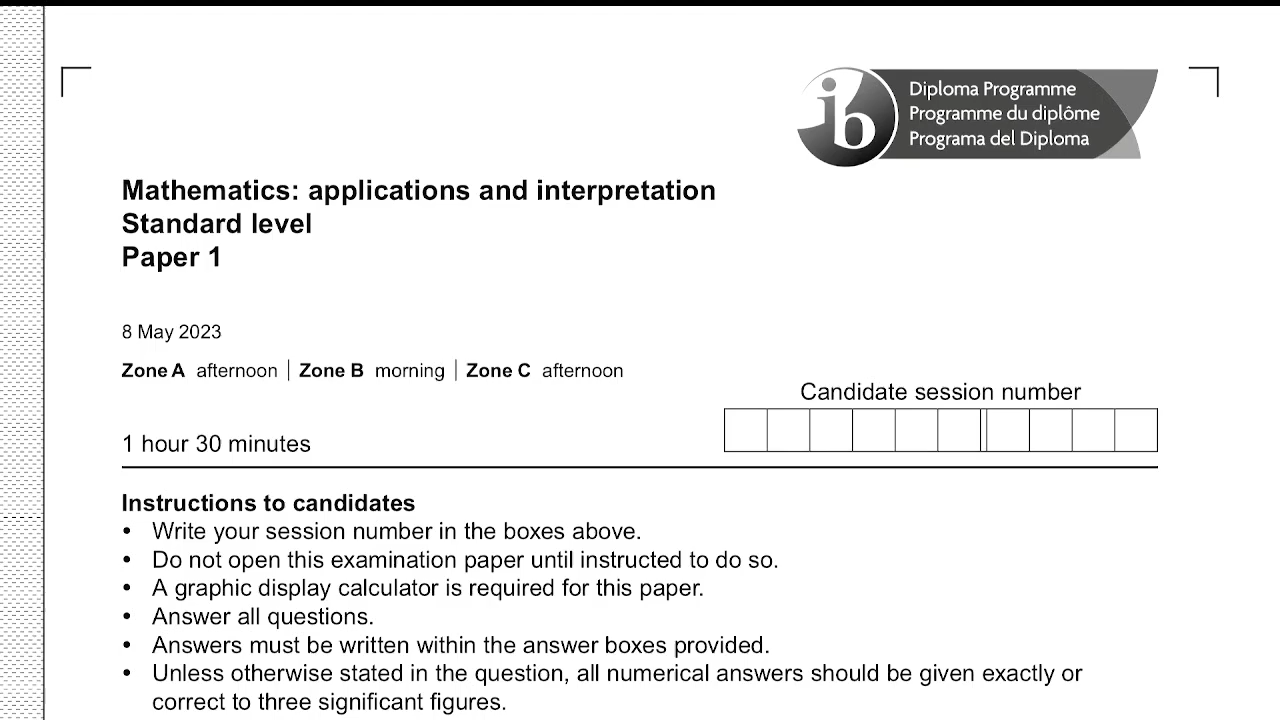 ib
Diploma Programme
Programme du diplôme
Programa del Diploma
Mathematics: applications and interpretation
Standard level
Paper 1
8 May 2023
Zone A afternoon | Zone B morning | Zone C afternoon
Candidate session number
1 hour 30 minutes
Instructions to candidates
• Write your session number in the boxes above.
• Do not open this examination paper until instructed to do so.
• A graphic display calculator is required for this paper.
• Answer all questions.
• Answers must be written within the answer boxes provided.
• Unless otherwise stated in the question, all numerical answers should be given exactly or
correct to three significant figures.